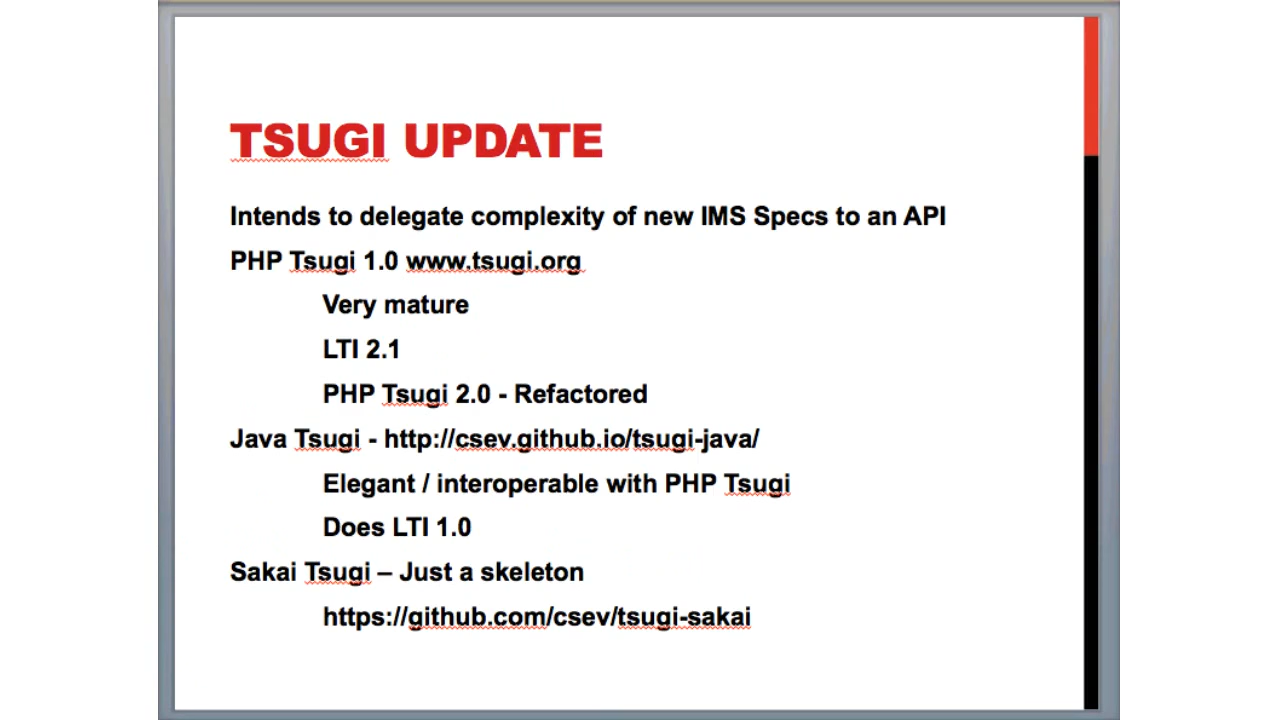 TSUGI UPDATE
Intends to delegate complexity of new IMS Specs to an API
PHP Tsugi 1.0 www.tsugi.org
Very mature
LTI 2.1
PHP Tsugi 2.0 - Refactored
Java Tsugi - http://csev.github.io/tsugi-java/
Elegant / interoperable with PHP Tsugi
Does LTI 1.0
Sakai Tsugi – Just a skeleton
https://github.com/csev/tsugi-sakai